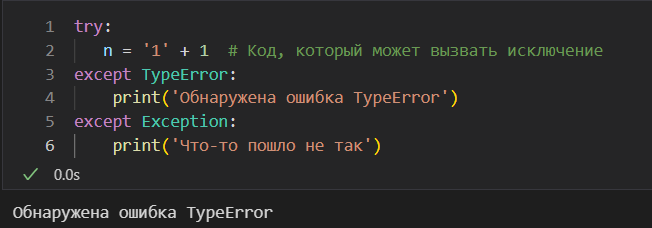 1 try:
2    n = '1' + 1  # Код, который может вызвать исключение
3 except TypeError:
4     print('Обнаружена ошибка TypeError')
5 except Exception:
6     print('Что-то пошло не так')
✓ 0.0s
Обнаружена ошибка TypeError